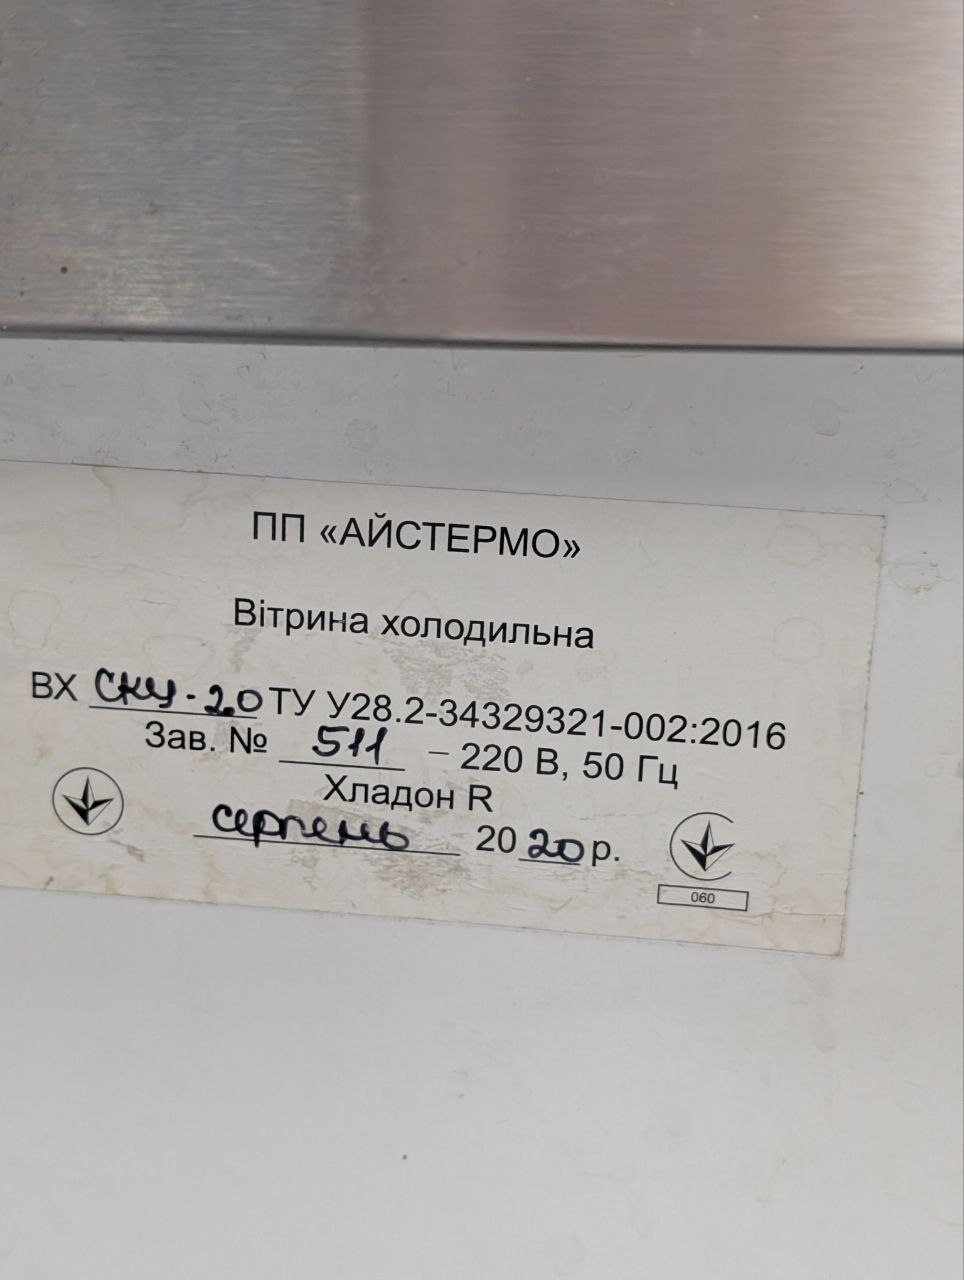 ПП «АЙСТЕРМО»
Вітрина холодильна
ВХ СКУ-2.0 ТУ У28.2-34329321-002:2016
Зав. № 511 – 220 В, 50 Гц
Хладон R
серпень 2020 р.
060